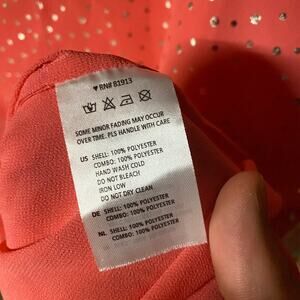 ♥ RN# 81913
SOME MINOR FADING MAY OCCUR
OVER TIME. PLS HANDLE WITH CARE
US SHELL: 100% POLYESTER
COMBO: 100% POLYESTER
HAND WASH COLD
DO NOT BLEACH
IRON LOW
DO NOT DRY CLEAN
DE SHELL: 100% POLYESTER
COMBO: 100% POLYESTER
NL SHELL: 100% POLYESTER
COMBO: 100% POLYESTER